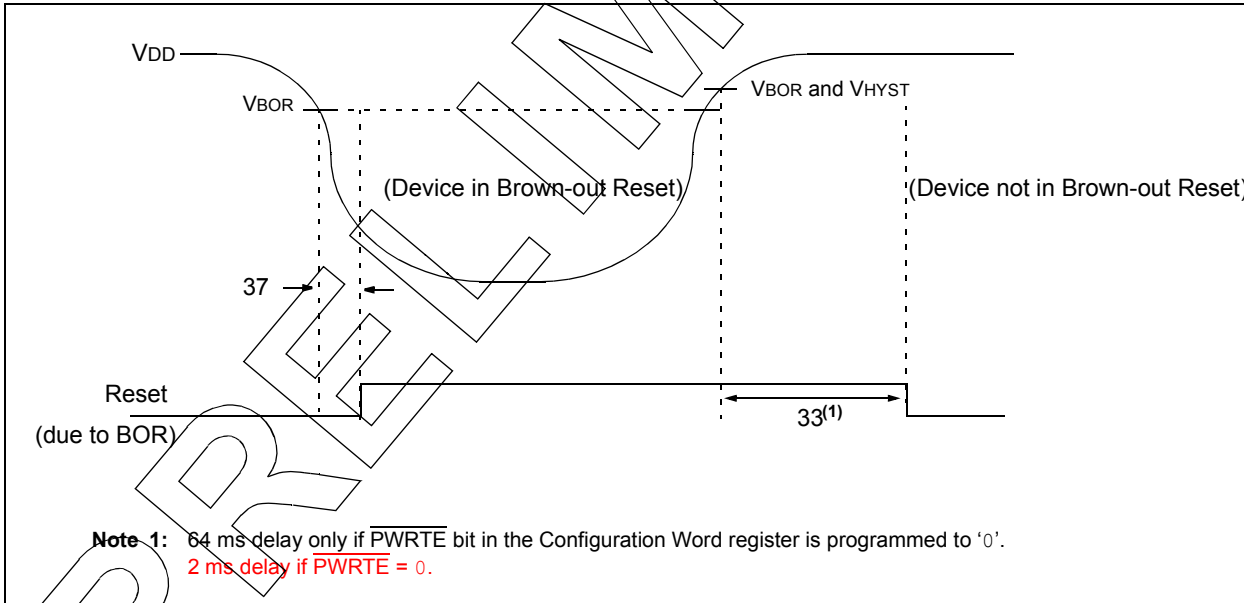 VDD
VBOR
VBOR and VHYST
(Device in Brown-out Reset)
(Device not in Brown-out Reset)
37
Reset
(due to BOR)
33(1)
Note 1: 64 ms delay only if PWRTE bit in the Configuration Word register is programmed to ‘0’.
2 ms delay if PWRTE = 0.
PRELIM